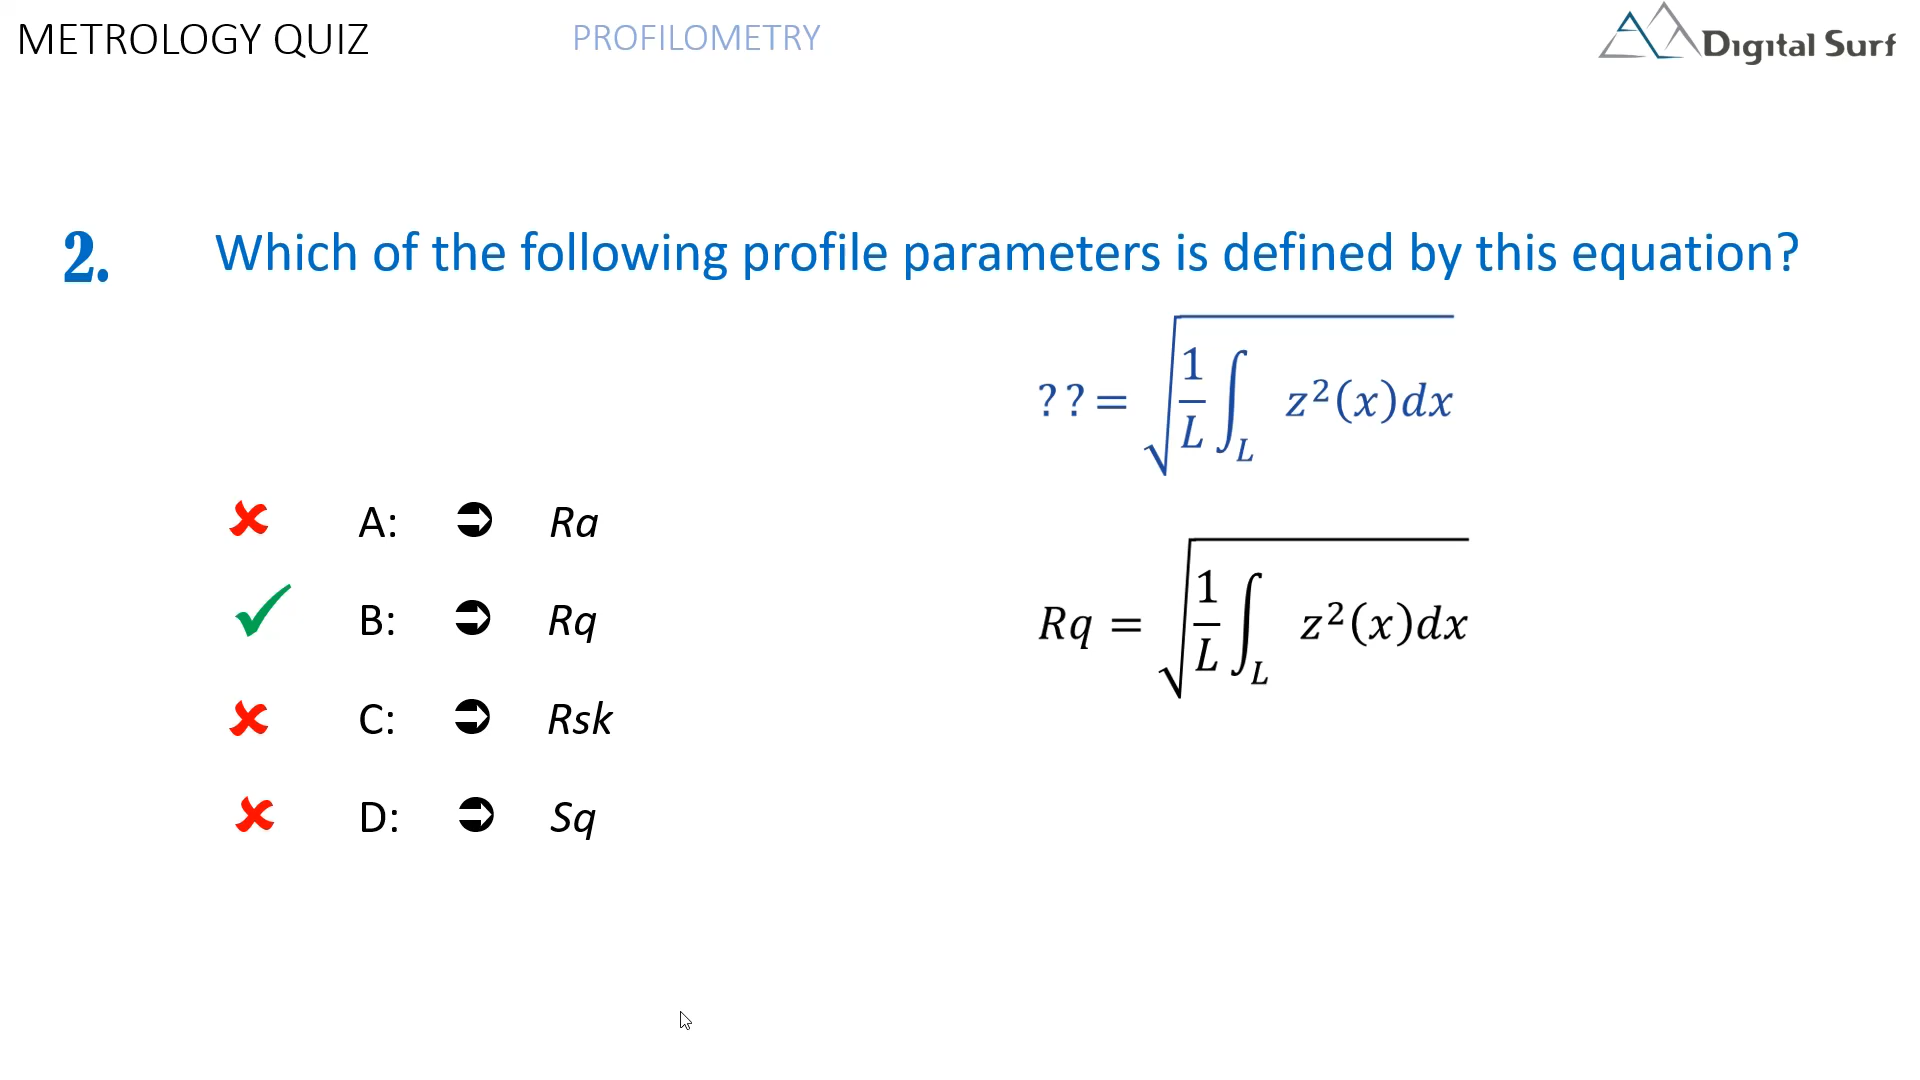 METROLOGY QUIZ PROFILOMETRY Digital Surf
2. Which of the following profile parameters is defined by this equation?
?? = √(1/L ∫_L z²(x)dx)
A: ➲ Ra
B: ➲ Rq
Rq = √(1/L ∫_L z²(x)dx)
C: ➲ Rsk
D: ➲ Sq